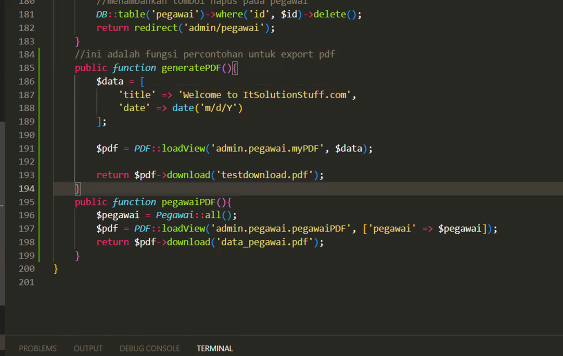 180 //menambahkan tombol hapus pada pegawai
181 DB::table('pegawai')->where('id', $id)->delete();
182 return redirect('admin/pegawai');
183 }
184 //ini adalah fungsi percontohan untuk export pdf
185 public function generatePDF(){
186 $data = [
187 'title' => 'Welcome to ItSolutionStuff.com',
188 'date' => date('m/d/Y')
189 ];
190
191 $pdf = PDF::loadView('admin.pegawai.myPDF', $data);
192
193 return $pdf->download('testdownload.pdf');
194 }
195 public function pegawaiPDF(){
196 $pegawai = Pegawai::all();
197 $pdf = PDF::loadView('admin.pegawai.pegawaiPDF', ['pegawai' => $pegawai]);
198 return $pdf->download('data_pegawai.pdf');
199 }
200 }
201
PROBLEMS OUTPUT DEBUG CONSOLE TERMINAL